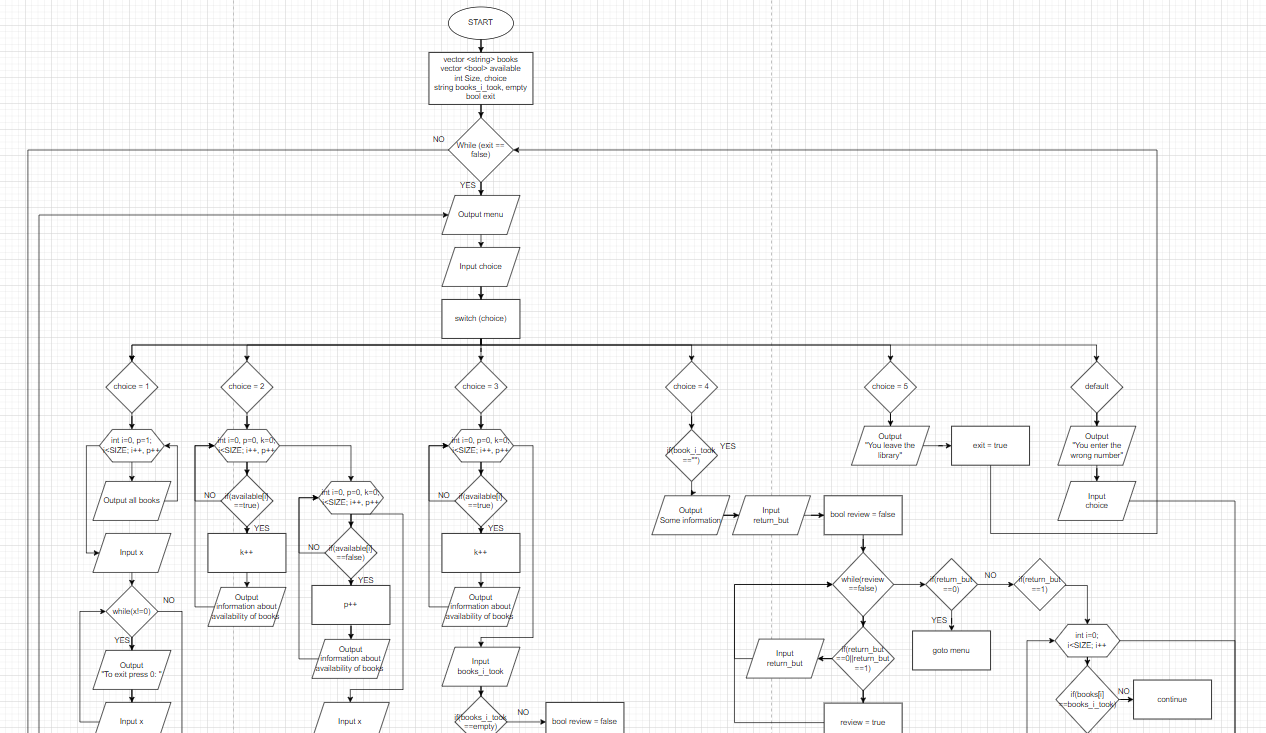 START
vector <string> books
vector <bool> available
int Size, choice
string books_i_took, empty
bool exit
While (exit ==
false)
NO
YES
Output menu
Input choice
switch (choice)
choice = 1
choice = 2
choice = 3
choice = 4
choice = 5
default
int i=0, p=1;
i<SIZE; i++, p++
Output all books
Input x
while(x!=0)
NO
YES
Output
"To exit press 0: "
Input x
int i=0, p=0, k=0;
i<SIZE; i++, p++
if(available[i]
==true)
NO
YES
k++
Output
information about
availability of books
int i=0, p=0, k=0;
i<SIZE; i++, p++
if(available[i]
==false)
NO
YES
p++
Output
information about
availability of books
Input x
int i=0, p=0, k=0;
i<SIZE; i++, p++
if(available[i]
==true)
NO
YES
k++
Output
information about
availability of books
Input
books_i_took
if(books_i_took
==empty)
NO
bool review = false
if(book_i_took
=="")
YES
Output
Some information
Input
return_but
bool review = false
while(review
==false)
if(return_but
==0||return_but
==1)
Input
return_but
review = true
if(return_but
==0)
NO
YES
goto menu
if(return_but
==1)
int i=0;
i<SIZE; i++
if(books[i]
==books_i_took)
NO
continue
Output
"You leave the
library"
exit = true
Output
"You enter the
wrong number"
Input
choice